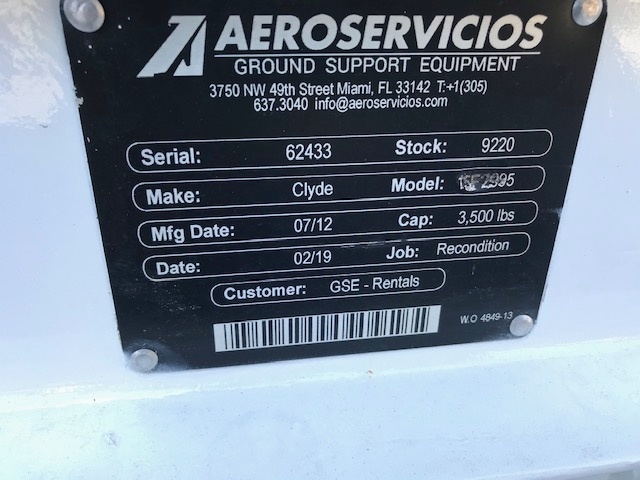 AEROSERVICIOS
GROUND SUPPORT EQUIPMENT
3750 NW 49th Street Miami, FL 33142 T:+1(305)
637.3040 info@aeroservicios.com
Serial: 62433 Stock: 9220
Make: Clyde Model: 2995
Mfg Date: 07/12 Cap: 3,500 lbs
Date: 02/19 Job: Recondition
Customer: GSE - Rentals
W.O 4849-13